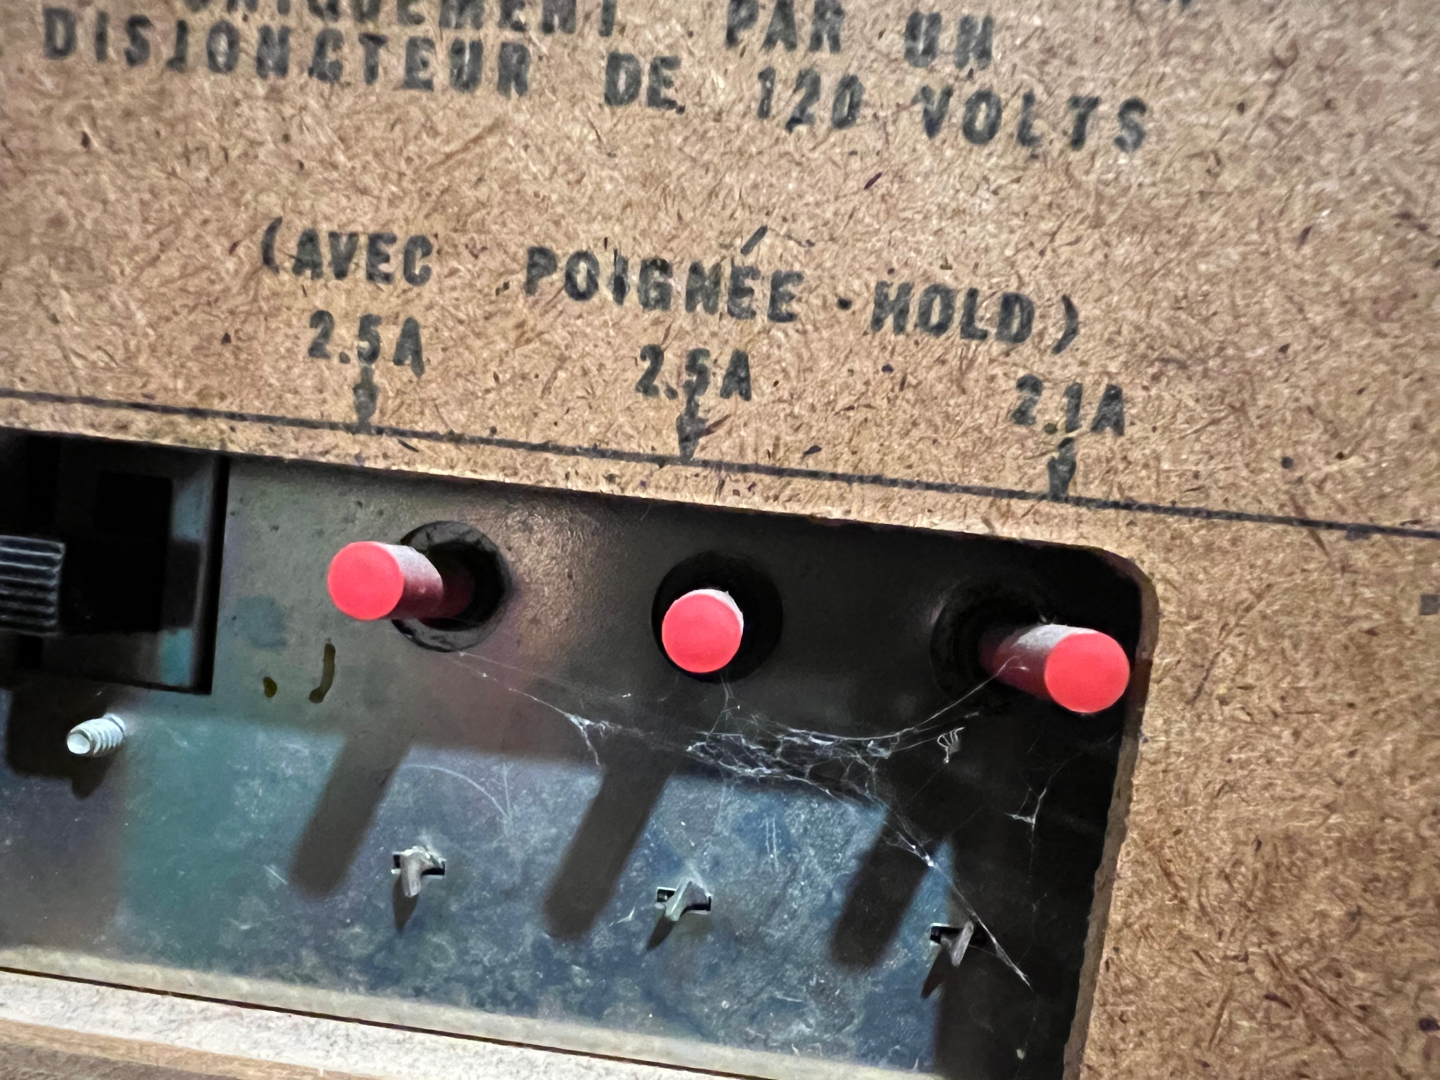 UNIQUEMENT PAR UN
DISJONCTEUR DE 120 VOLTS
(AVEC POIGNÉE HOLD)
2.5A 2.5A 2.1A